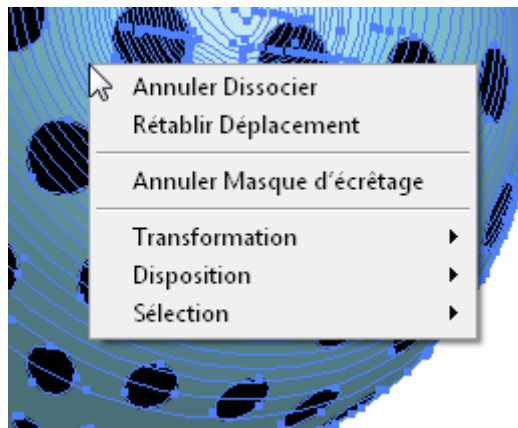 Annuler Dissocier
Rétablir Déplacement
Annuler Masque d'écrêtage
Transformation
Disposition
Sélection